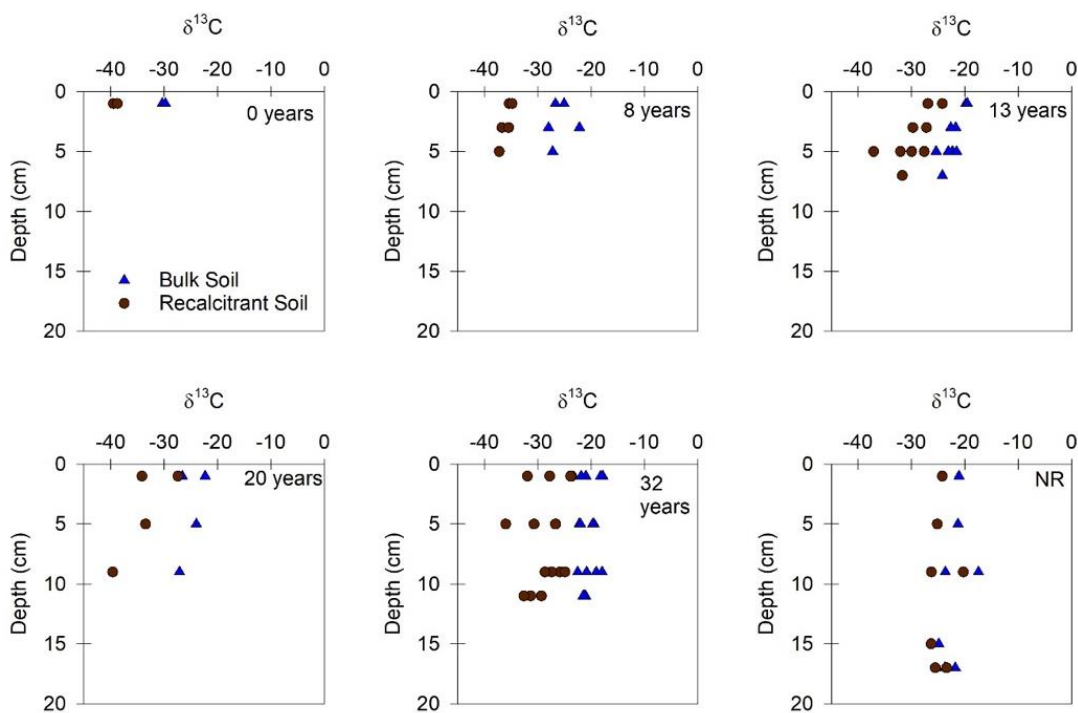 δ¹³C
δ¹³C
δ¹³C
-40 -30 -20 -10 0
-40 -30 -20 -10 0
-40 -30 -20 -10 0
0
5
10
15
20
Depth (cm)
0 years
Bulk Soil
Recalcitrant Soil
0
5
10
15
20
Depth (cm)
8 years
0
5
10
15
20
Depth (cm)
13 years
δ¹³C
δ¹³C
δ¹³C
-40 -30 -20 -10 0
-40 -30 -20 -10 0
-40 -30 -20 -10 0
0
5
10
15
20
Depth (cm)
20 years
0
5
10
15
20
Depth (cm)
32
years
0
5
10
15
20
Depth (cm)
NR